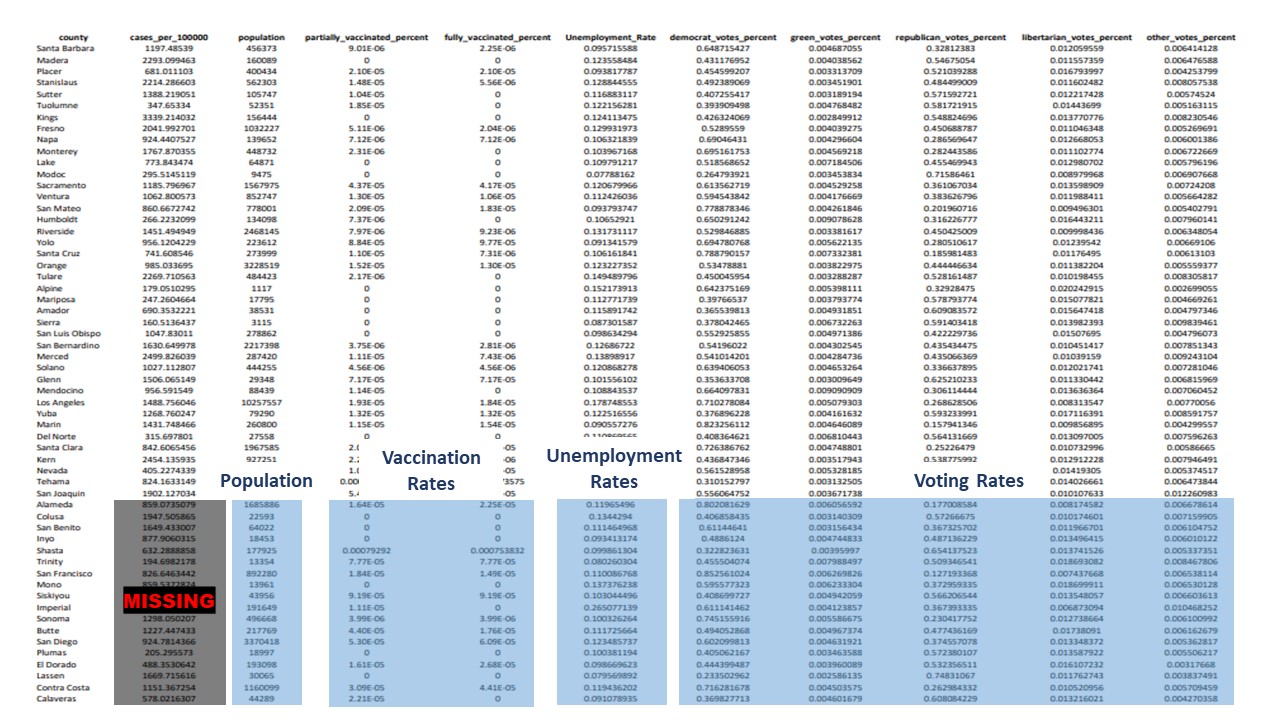 county cases_per_100000 population partially_vaccinated_percent fully_vaccinated_percent Unemployment_Rate democrat_votes_percent green_votes_percent republican_votes_percent libertarian_votes_percent other_votes_percent
Santa Barbara 1197.48539 456373 9.01E-06 2.25E-06 0.095715588 0.648715427 0.004687055 0.32812383 0.012059559 0.006414128
Madera 2293.099463 160089 0 0 0.123558484 0.431176952 0.004038562 0.54675054 0.011557359 0.006476588
Placer 681.011103 400434 2.10E-05 2.10E-05 0.093817787 0.454599207 0.003313709 0.521039288 0.016793997 0.004253799
Stanislaus 2214.286603 562303 1.48E-05 5.56E-06 0.128844555 0.492389069 0.003451901 0.484499009 0.011602482 0.008057538
Sutter 1388.219051 105747 1.04E-05 0 0.116883117 0.407255417 0.003189194 0.571592721 0.012217428 0.00574524
Tuolumne 347.65334 52351 1.85E-05 0 0.122156281 0.393909498 0.004768482 0.581721915 0.01443699 0.005163115
Kings 3339.214032 156444 0 0 0.124113475 0.426324069 0.002849912 0.548824696 0.013770776 0.008230546
Fresno 2041.992701 1032227 5.11E-06 2.04E-06 0.129931973 0.5289559 0.004039275 0.450688787 0.011046348 0.005269691
Napa 924.4407527 139652 7.12E-06 7.12E-06 0.106321839 0.69046431 0.004296604 0.286569647 0.012668053 0.006001386
Monterey 1767.870355 448732 2.31E-06 0 0.103967168 0.695161753 0.004569218 0.282443586 0.011102774 0.006722669
Lake 773.843474 64871 0 0 0.109791217 0.518568652 0.007184506 0.455469943 0.012980702 0.005796196
Modoc 295.5145119 9475 0 0 0.07788162 0.264793921 0.003453834 0.71586461 0.008979968 0.006907668
Sacramento 1185.796967 1567975 4.37E-05 4.17E-05 0.120679966 0.613562719 0.004529258 0.361067034 0.013598909 0.00724208
Ventura 1062.800573 852747 1.30E-05 1.06E-05 0.112426036 0.594543842 0.00417669 0.383626796 0.011988411 0.005664282
San Mateo 860.6672742 778001 2.09E-05 1.83E-05 0.093793747 0.778878346 0.004261846 0.201960716 0.009496301 0.005402791
Humboldt 266.2232099 134098 7.37E-06 0 0.10652921 0.650291242 0.009078628 0.316226777 0.016443211 0.007960141
Riverside 1451.494949 2468145 7.97E-06 9.23E-06 0.131731117 0.529846885 0.003381617 0.450425009 0.009998436 0.006348054
Yolo 956.1204229 223612 8.84E-05 9.77E-05 0.091341579 0.694780768 0.005622135 0.280510617 0.01239542 0.00669106
Santa Cruz 741.608546 273999 1.10E-05 7.31E-06 0.106161841 0.788790157 0.007332381 0.185981483 0.01176495 0.00613103
Orange 985.033695 3228519 1.52E-05 1.30E-05 0.123227352 0.53478881 0.003822975 0.444446634 0.011382204 0.005559377
Tulare 2269.710563 484423 2.17E-06 0 0.149489796 0.450045954 0.003288287 0.528161487 0.010198455 0.008305817
Alpine 179.0510295 1117 0 0 0.152173913 0.642375169 0.005398111 0.32928475 0.020242915 0.002699055
Mariposa 247.2604664 17795 0 0 0.112771739 0.39766537 0.003793774 0.578793774 0.015077821 0.004669261
Amador 690.3532221 38531 0 0 0.115891742 0.365539813 0.004931851 0.609083572 0.015647418 0.004797346
Sierra 160.5136437 3115 0 0 0.087301587 0.378042465 0.006732263 0.591403418 0.013982393 0.009839461
San Luis Obispo 1047.83011 278862 0 0 0.098634294 0.552925855 0.004971385 0.422229736 0.01507695 0.004796073
San Bernardino 1630.649978 2217398 3.75E-06 2.81E-06 0.12686722 0.54196022 0.004302545 0.435434475 0.010451417 0.007851343
Merced 2499.826039 287420 1.11E-05 7.43E-06 0.13898917 0.541014201 0.004284736 0.435066369 0.01039159 0.009243104
Solano 1027.112807 444255 4.56E-06 4.56E-06 0.120868278 0.639406053 0.004653264 0.336637895 0.012021741 0.007281046
Glenn 1506.065149 29348 7.17E-05 7.17E-05 0.101556102 0.353633708 0.003009649 0.625210233 0.011330442 0.006815969
Mendocino 956.591549 88439 1.14E-05 0 0.108843537 0.664097831 0.009090909 0.306114444 0.013636364 0.007060452
Los Angeles 1488.756046 10257557 1.93E-05 1.84E-05 0.178748553 0.710278084 0.005079303 0.268628506 0.008313547 0.00770056
Yuba 1268.760247 79290 1.32E-05 1.32E-05 0.122516556 0.376896228 0.004161632 0.593233991 0.017116391 0.008591757
Marin 1431.748466 260800 1.15E-05 1.54E-05 0.090557276 0.823256112 0.004646089 0.157941346 0.009856895 0.004299557
Del Norte 315.697801 27558 0 0 0.408364621 0.006810443 0.564131669 0.013097005 0.007596263
Santa Clara 842.6065456 1967585 -05 0.726386762 0.004748801 0.25226479 0.010732996 0.00586665
Kern 2454.135935 927251 -05 0.436847346 0.003517943 0.538775992 0.012912228 0.007946491
Vaccination Rates
Unemployment Rates
Nevada 405.2274339 -05 0.561528958 0.005328185 0.01419305 0.005374517
Population
Voting Rates
Tehama 824.1633149 3575 0.310152797 0.003132505 0.014026661 0.006473844
San Joaquin 1902.127034 -05 0.556064752 0.003671738 0.010107633 0.012260983
Alameda 859.0735079 1685886 1.64E-05 2.25E-05 0.11965496 0.802081629 0.006056592 0.177008584 0.008174582 0.006678614
Colusa 1947.505865 22593 0 0 0.1344294 0.406858435 0.003140309 0.57266675 0.010174601 0.007159905
San Benito 1649.433007 64022 0 0 0.111464968 0.61144641 0.003156434 0.367325702 0.011966701 0.006104752
Inyo 877.9060315 18453 0 0 0.093413174 0.4886124 0.004744833 0.487136229 0.013496415 0.006010122
Shasta 632.2888858 177925 0.00079292 0.000753832 0.099861304 0.322823631 0.00395997 0.654137523 0.013741526 0.005337351
Trinity 194.6982178 13354 7.77E-05 7.77E-05 0.080260304 0.455504074 0.007988497 0.509346541 0.018693082 0.008467806
San Francisco 826.6463442 892280 1.84E-05 1.49E-05 0.110086768 0.852561024 0.006269826 0.127193368 0.007437668 0.006538114
Mono 859.5372824 13961 0 0 0.137376238 0.595577323 0.006233304 0.372959335 0.018699911 0.006530128
MISSING
Siskiyou 43956 9.19E-05 9.19E-05 0.103044496 0.408699727 0.004942059 0.566206544 0.013548057 0.006603613
Imperial 191649 1.11E-05 0 0.265077139 0.611141462 0.004123857 0.367393335 0.006873094 0.010468252
Sonoma 1298.050207 496668 3.99E-06 3.99E-06 0.100326264 0.745155916 0.005586675 0.230417752 0.012738664 0.006100992
Butte 1227.447433 217769 4.40E-05 1.76E-05 0.111725664 0.494052868 0.004967374 0.477436169 0.01738091 0.006162679
San Diego 924.7814366 3370418 5.30E-05 6.09E-05 0.123485737 0.602099813 0.004631921 0.374557078 0.013348372 0.005362817
Plumas 205.295573 18997 0 0 0.100381194 0.405062167 0.003463588 0.572380107 0.013587922 0.005506217
El Dorado 488.3530642 193098 1.61E-05 2.68E-05 0.098669623 0.444399487 0.003960089 0.532356511 0.016107232 0.00317668
Lassen 1669.715616 30065 0 0 0.079569892 0.233502962 0.002586135 0.74831067 0.011762743 0.003837491
Contra Costa 1151.367254 1160099 3.09E-05 4.41E-05 0.119436202 0.716281678 0.004503575 0.262984332 0.010520956 0.005709459
Calaveras 578.0216307 44289 2.21E-05 0 0.091078935 0.369827713 0.004601679 0.608084229 0.013216021 0.004270358